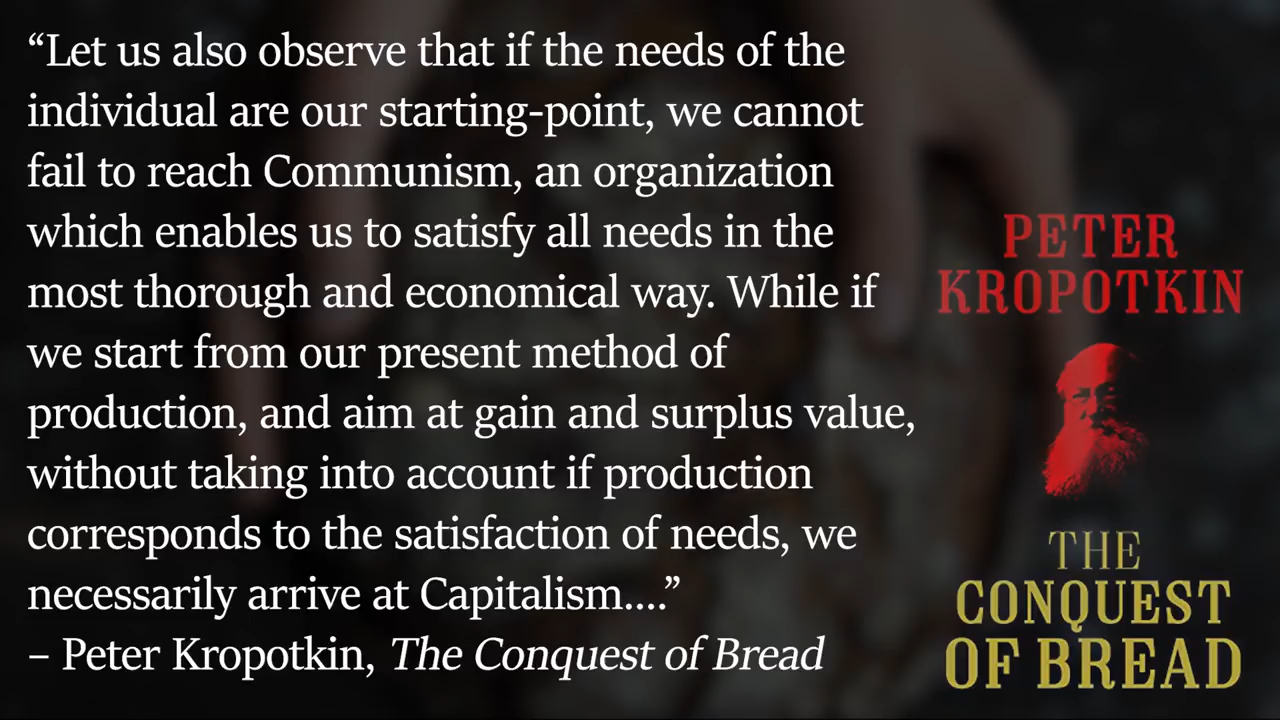 “Let us also observe that if the needs of the
individual are our starting-point, we cannot
fail to reach Communism, an organization
which enables us to satisfy all needs in the
most thorough and economical way. While if
we start from our present method of
production, and aim at gain and surplus value,
without taking into account if production
corresponds to the satisfaction of needs, we
necessarily arrive at Capitalism....”
– Peter Kropotkin, The Conquest of Bread
PETER
KROPOTKIN
THE
CONQUEST
OF BREAD